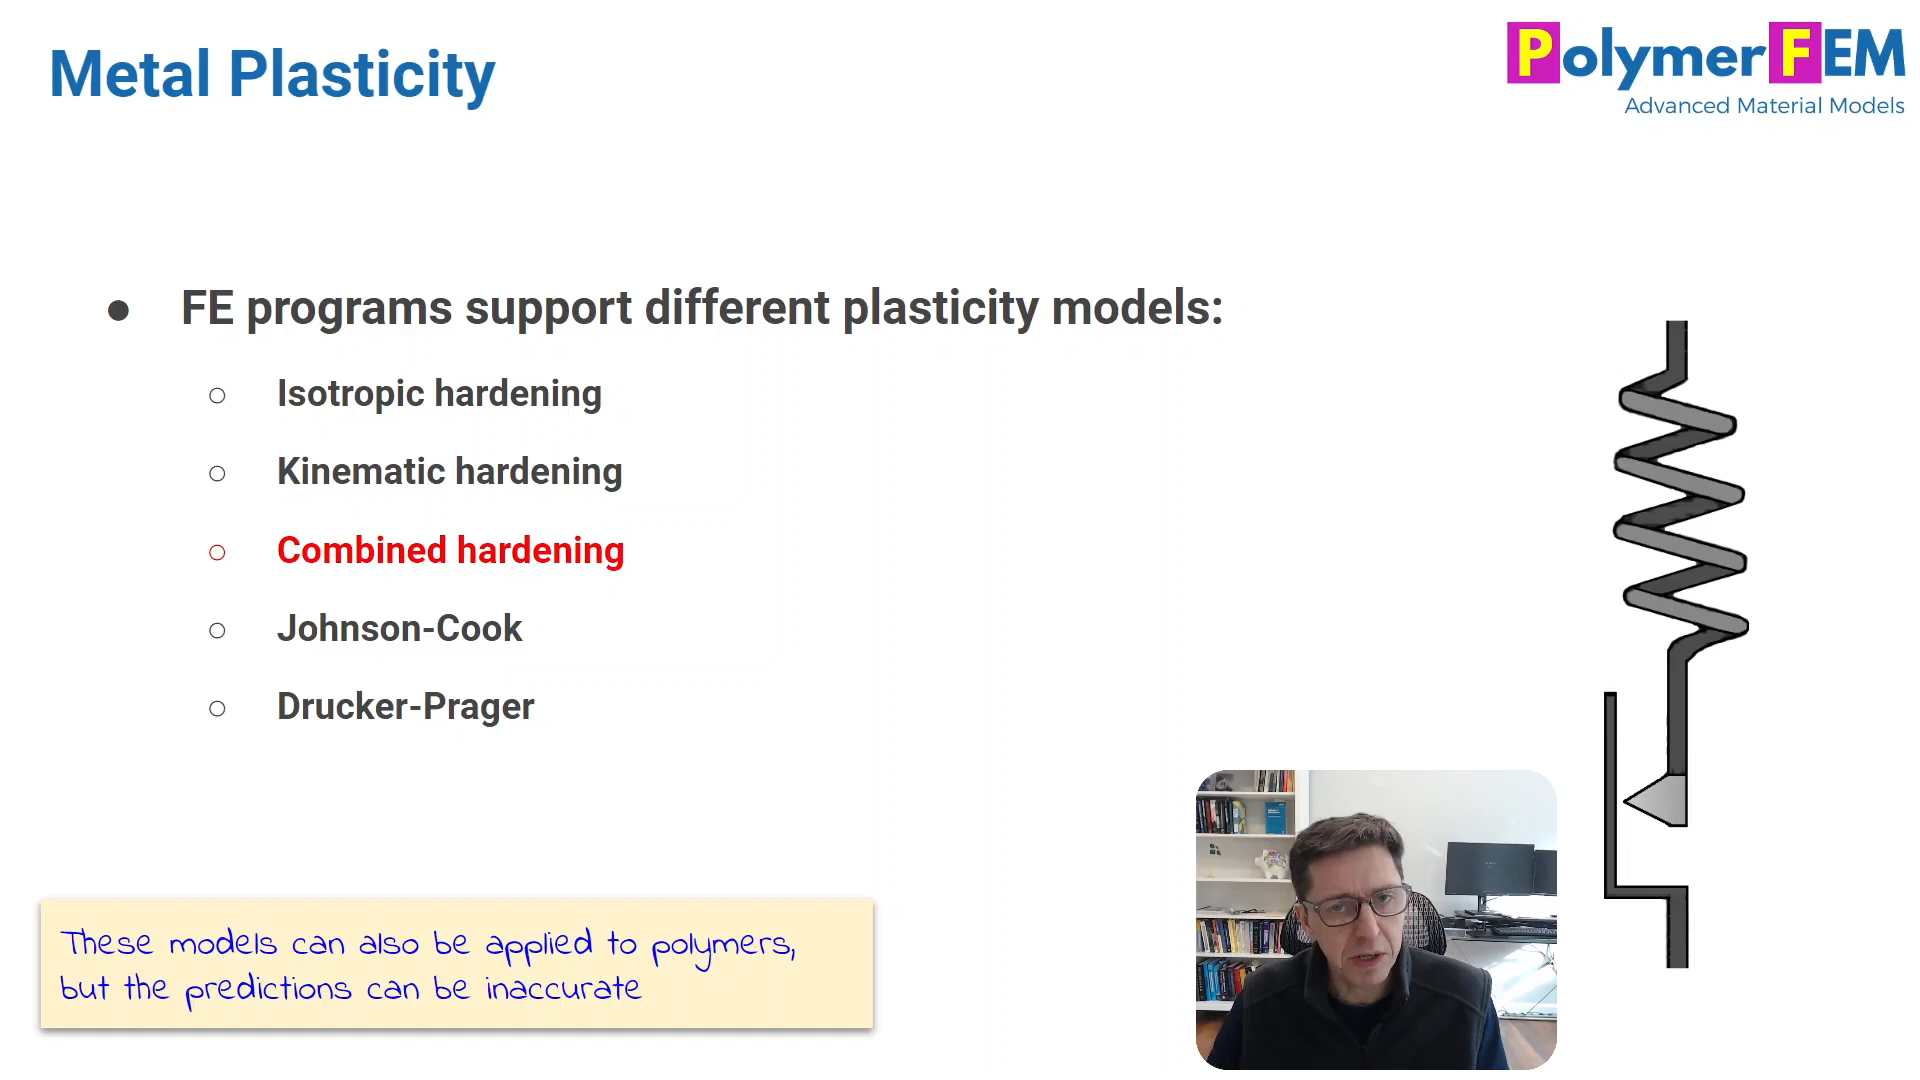 Metal Plasticity
PolymerFEM
Advanced Material Models
● FE programs support different plasticity models:
○ Isotropic hardening
○ Kinematic hardening
○ Combined hardening
○ Johnson-Cook
○ Drucker-Prager
These models can also be applied to polymers,
but the predictions can be inaccurate